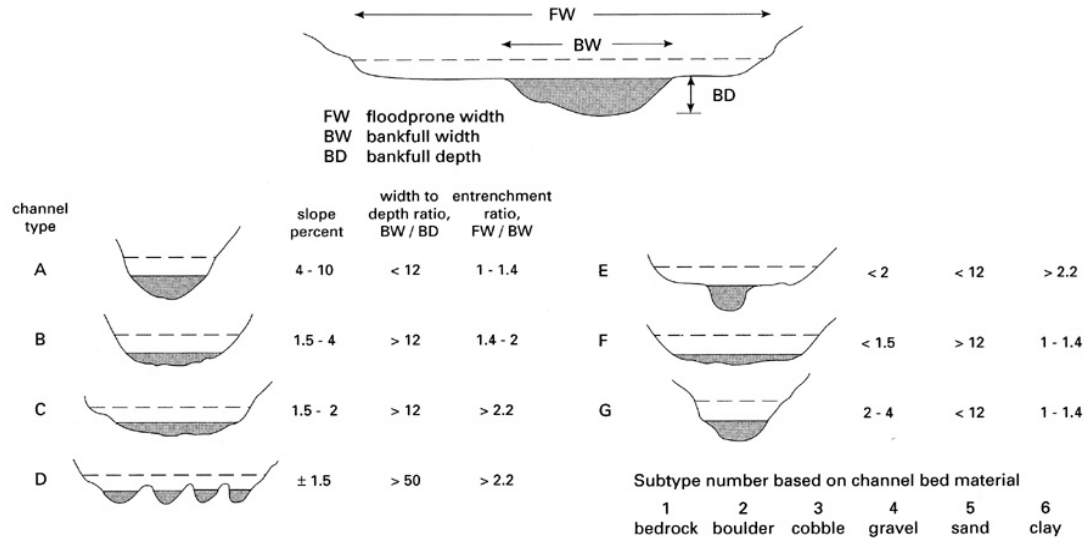 FW
BW
BD
FW floodprone width
BW bankfull width
BD bankfull depth
channel type
slope percent
width to depth ratio, BW / BD
entrenchment ratio, FW / BW
A 4 - 10 < 12 1 - 1.4
B 1.5 - 4 > 12 1.4 - 2
C 1.5 - 2 > 12 > 2.2
D ± 1.5 > 50 > 2.2
E < 2 < 12 > 2.2
F < 1.5 > 12 1 - 1.4
G 2 - 4 < 12 1 - 1.4
Subtype number based on channel bed material
1 2 3 4 5 6
bedrock boulder cobble gravel sand clay